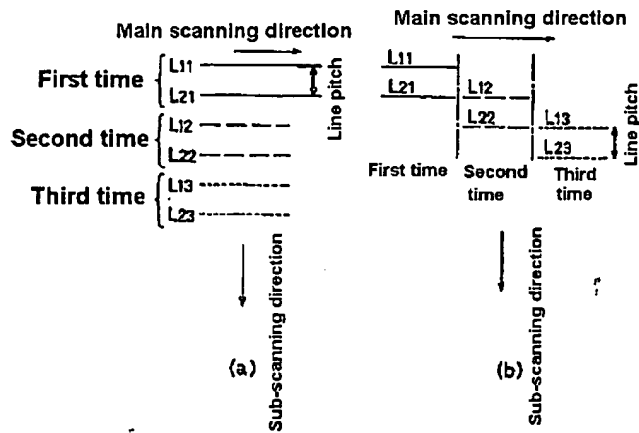 Main scanning direction
First time
L11
L21
Line pitch
Second time
L12
L22
Third time
L13
L23
Sub-scanning direction
(a)
Main scanning direction
L11
L21
L12
L22
L13
L23
Line pitch
First time
Second
time
Third
time
Sub-scanning direction
(b)